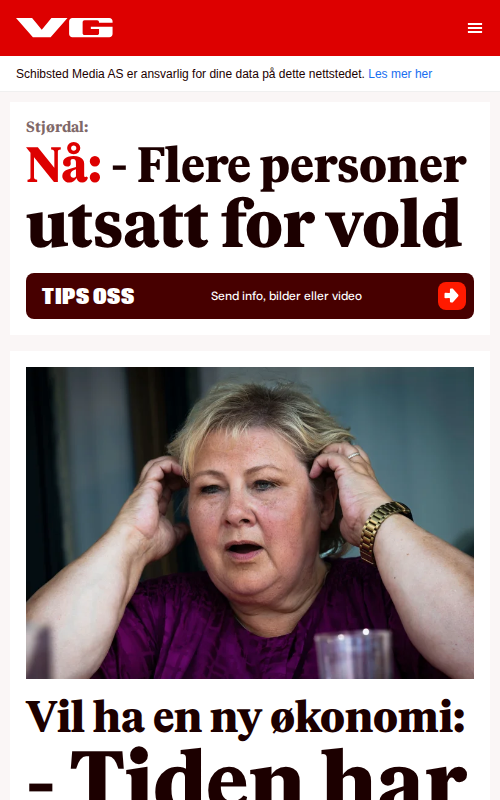 VG
Schibsted Media AS er ansvarlig for dine data på dette nettstedet. Les mer her
Stjørdal:
Nå: - Flere personer
utsatt for vold
TIPS OSS
Send info, bilder eller video
Vil ha en ny økonomi:
- Tiden har